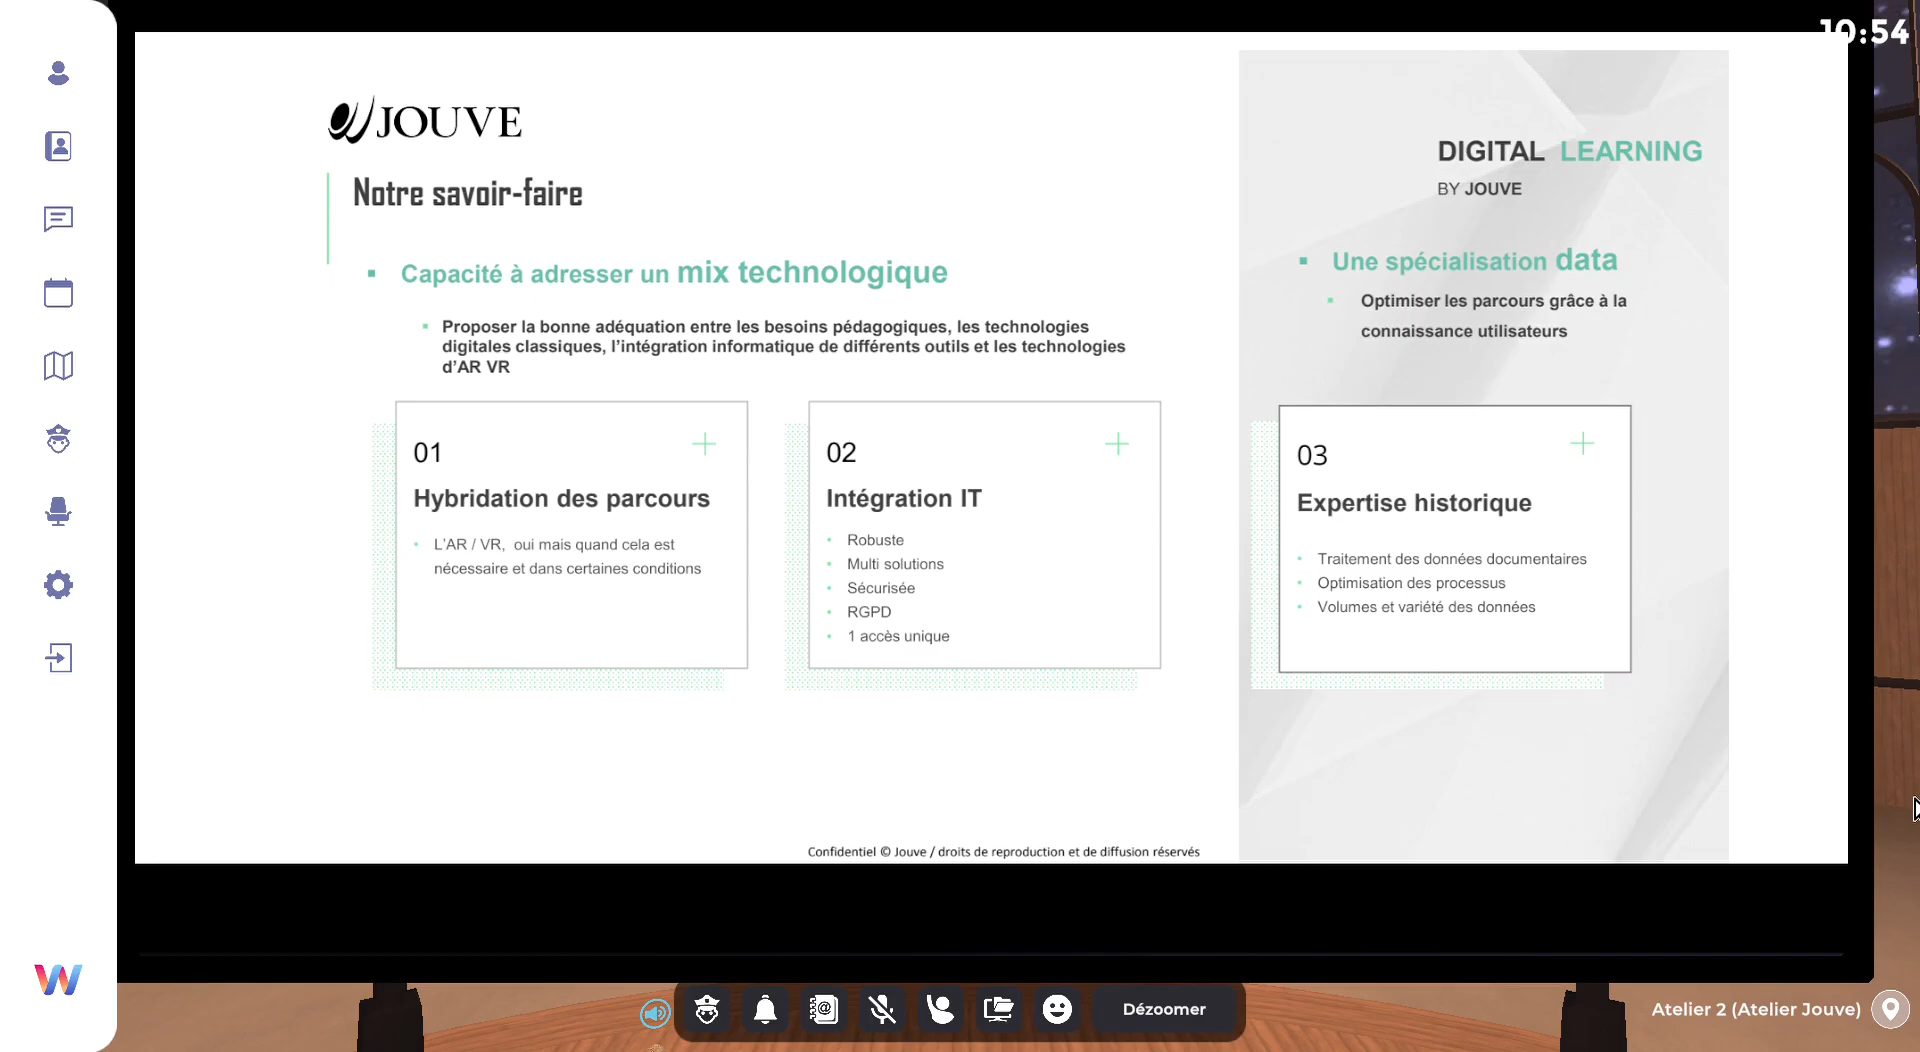 10:54
JOUVE
Notre savoir-faire
Capacité à adresser un mix technologique
Proposer la bonne adéquation entre les besoins pédagogiques, les technologies
digitales classiques, l'intégration informatique de différents outils et les technologies
d'AR VR
01
Hybridation des parcours
L'AR / VR, oui mais quand cela est
nécessaire et dans certaines conditions
02
Intégration IT
Robuste
Multi solutions
Sécurisée
RGPD
1 accès unique
DIGITAL LEARNING
BY JOUVE
Une spécialisation data
Optimiser les parcours grâce à la
connaissance utilisateurs
03
Expertise historique
Traitement des données documentaires
Optimisation des processus
Volumes et variété des données
Confidentiel © Jouve / droits de reproduction et de diffusion réservés
W
Dézoomer
Atelier 2 (Atelier Jouve)